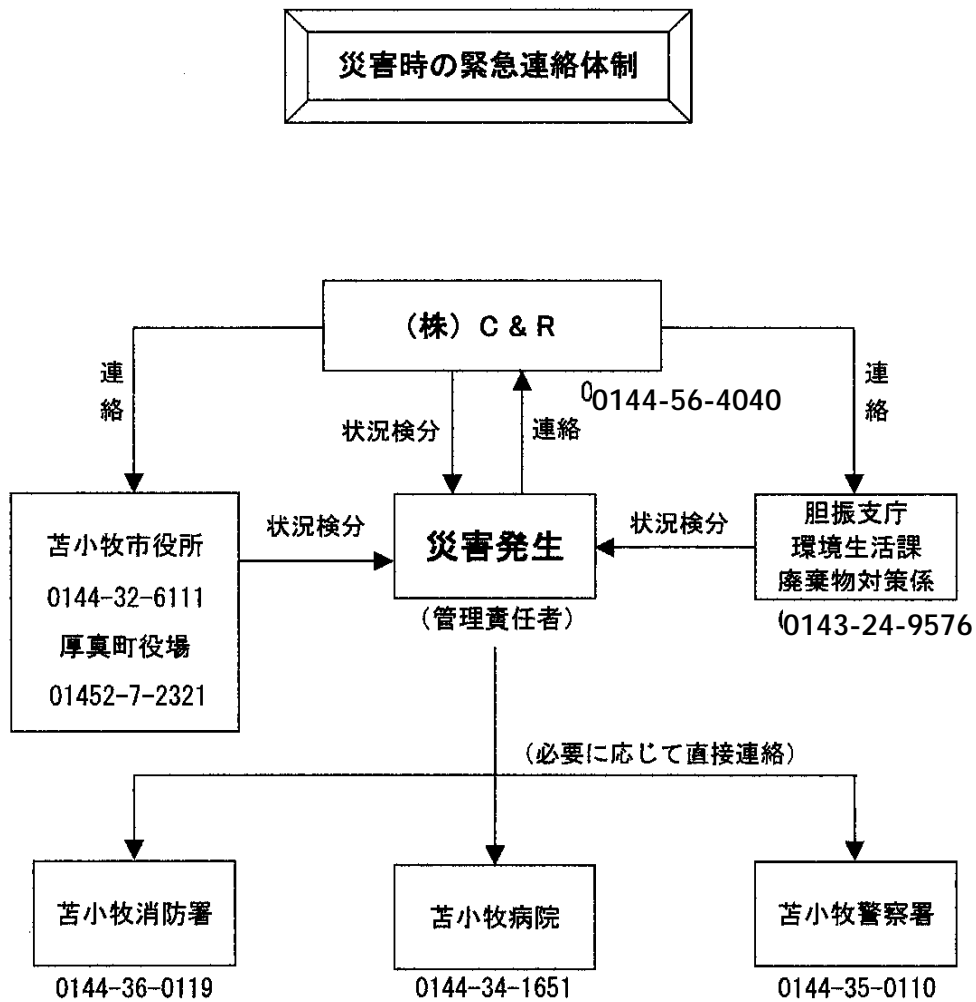 災害時の緊急連絡体制
(株) C & R
0144-56-4040
連絡
状況検分
連絡
連絡
苫小牧市役所
0144-32-6111
厚真町役場
01452-7-2321
状況検分
災害発生
(管理責任者)
状況検分
胆振支庁
環境生活課
廃棄物対策係
0143-24-9576
(必要に応じて直接連絡)
苫小牧消防署
0144-36-0119
苫小牧病院
0144-34-1651
苫小牧警察署
0144-35-0110